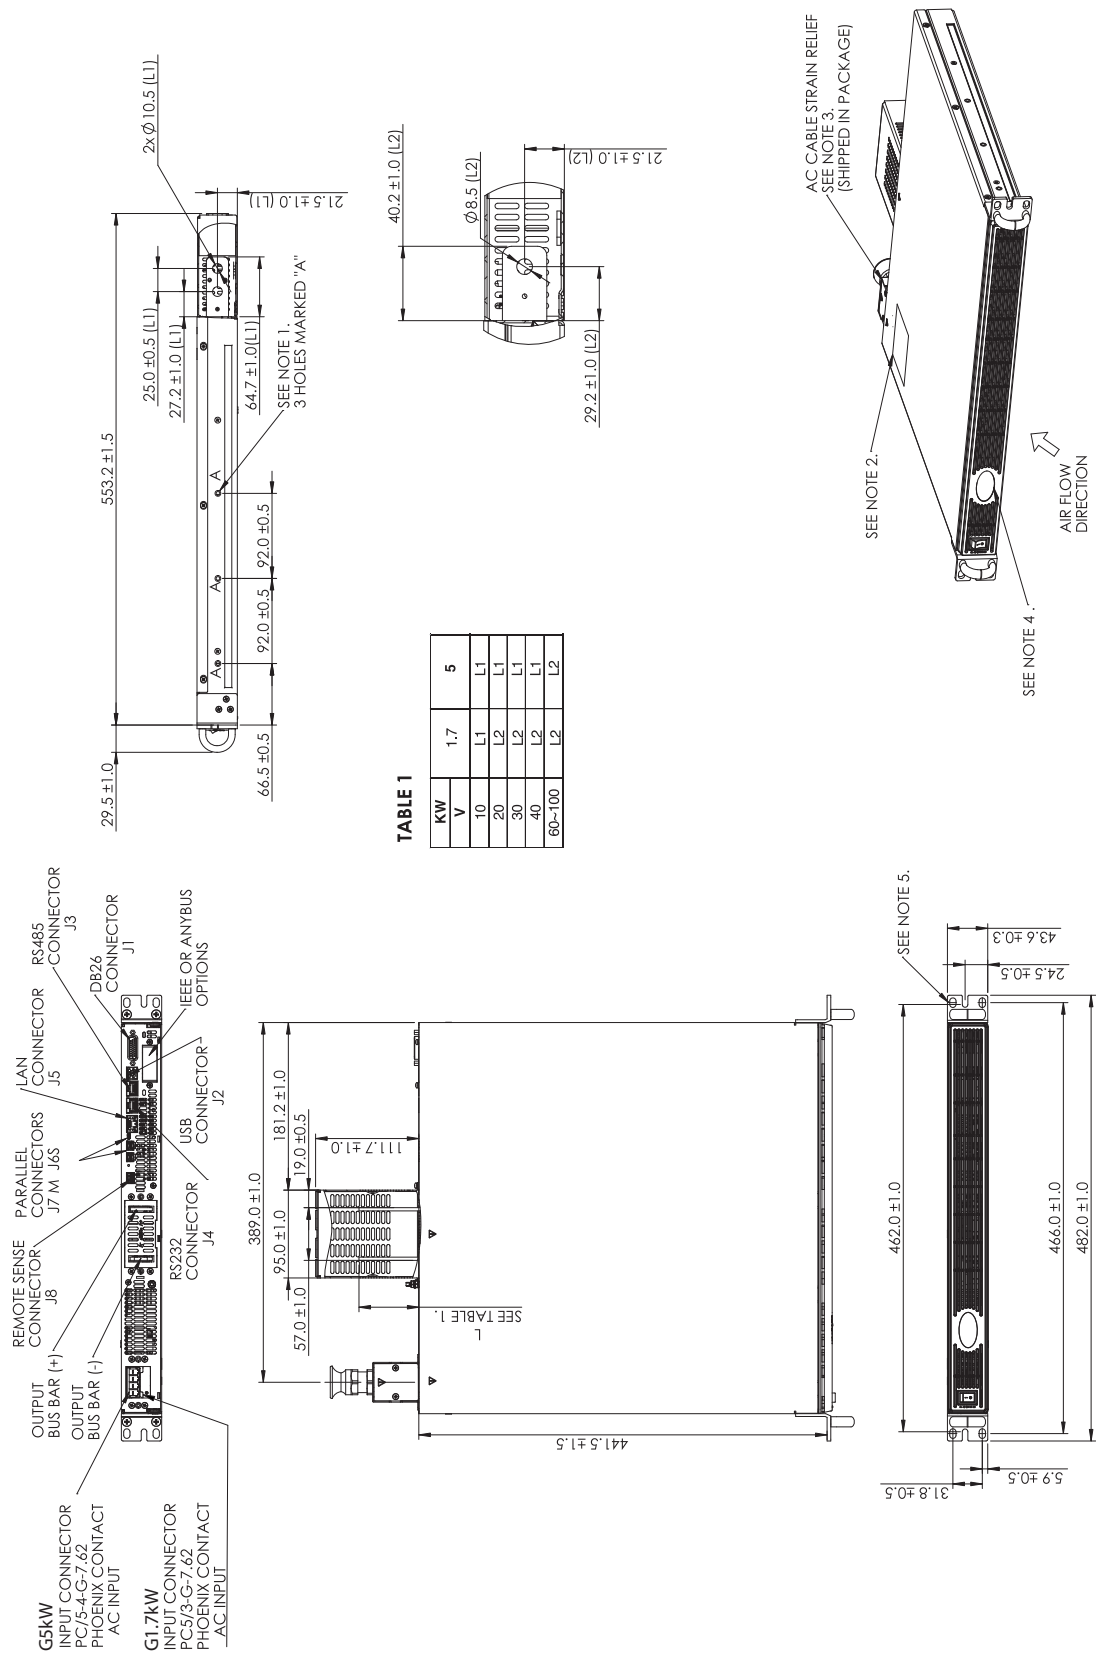 G5kW
INPUT CONNECTOR
PC/5-4-G-7.62
PHOENIX CONTACT
AC INPUT
G1.7kW
INPUT CONNECTOR
PC5/3-G-7.62
PHOENIX CONTACT
AC INPUT
OUTPUT
BUS BAR (+)
OUTPUT
BUS BAR (-)
REMOTE SENSE
CONNECTOR
J8
PARALLEL
CONNECTORS
J7 M J6S
LAN
CONNECTOR
J5
RS485
CONNECTOR
J3
DB26
CONNECTOR
J1
IEEE OR ANYBUS
OPTIONS
USB
CONNECTOR
J2
RS232
CONNECTOR
J4
29.5 ±1.0
553.2 ±1.5
25.0 ±0.5 (L1)
27.2 ±1.0 (L1)
2x Ø 10.5 (L1)
21.5 ±1.0 (L1)
64.7 ±1.0(L1)
SEE NOTE 1.
3 HOLES MARKED "A"
A
A
A
66.5 ±0.5
92.0 ±0.5
92.0 ±0.5
389.0 ±1.0
181.2 ±1.0
57.0 ±1.0
95.0 ±1.0
19.0 ±0.5
111.7 ±1.0
L
SEE TABLE 1.
441.5 ±1.5
TABLE 1
KW 1.7 5
V
10 L1 L1
20 L2 L1
30 L2 L1
40 L2 L1
60~100 L2 L2
40.2 ±1.0 (L2)
Ø 8.5 (L2)
21.5 ±1.0 (L2)
29.2 ±1.0 (L2)
SEE NOTE 5.
43.6 ±0.3
24.5 ±0.5
462.0 ±1.0
466.0 ±1.0
482.0 ±1.0
31.8 ±0.5
5.9 ±0.5
AC CABLE STRAIN RELIEF
SEE NOTE 3.
(SHIPPED IN PACKAGE)
SEE NOTE 2.
SEE NOTE 4 .
AIR FLOW
DIRECTION